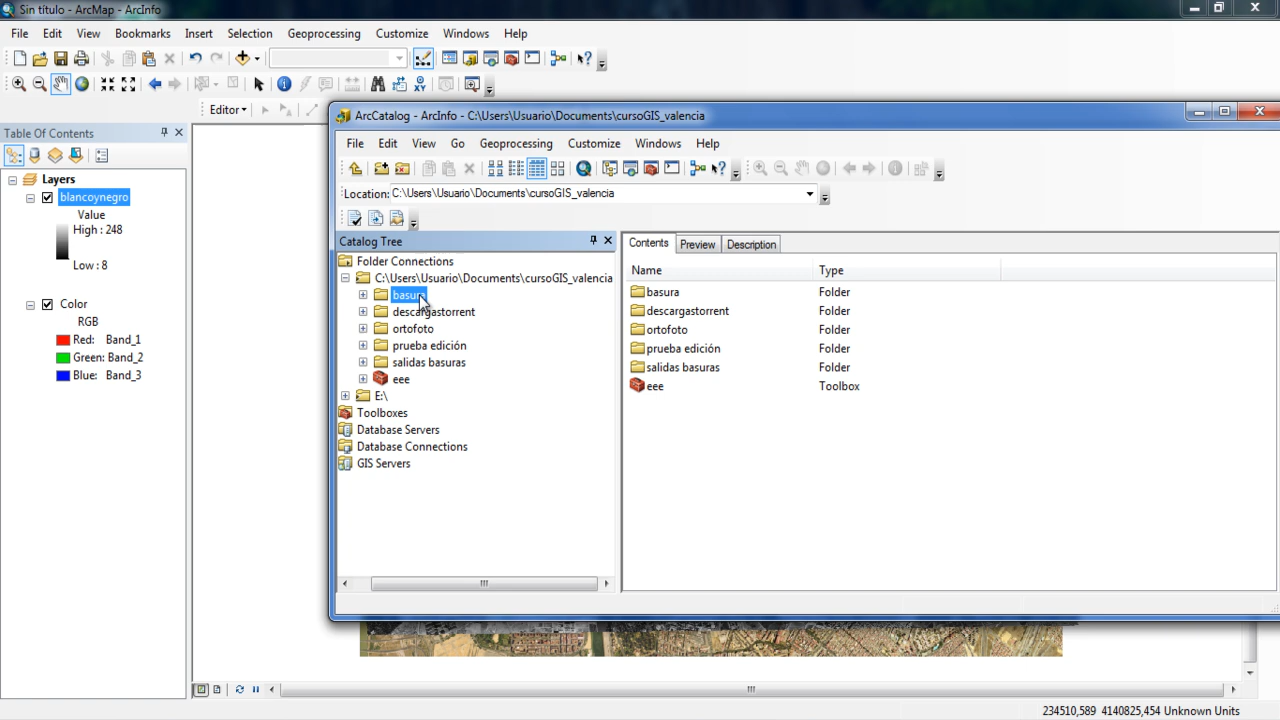 Sin título - ArcMap - ArcInfo
File Edit View Bookmarks Insert Selection Geoprocessing Customize Windows Help
Editor
Table Of Contents
Layers
blancoynegro
Value
High : 248
Low : 8
Color
RGB
Red: Band_1
Green: Band_2
Blue: Band_3
ArcCatalog - ArcInfo - C:\Users\Usuario\Documents\cursoGIS_valencia
File Edit View Go Geoprocessing Customize Windows Help
Location: C:\Users\Usuario\Documents\cursoGIS_valencia
Catalog Tree
Folder Connections
C:\Users\Usuario\Documents\cursoGIS_valencia
basura
descargastorrent
ortofoto
prueba edición
salidas basuras
eee
E:\
Toolboxes
Database Servers
Database Connections
GIS Servers
Contents Preview Description
Name Type
basura Folder
descargastorrent Folder
ortofoto Folder
prueba edición Folder
salidas basuras Folder
eee Toolbox
234510,589 4140825,454 Unknown Units